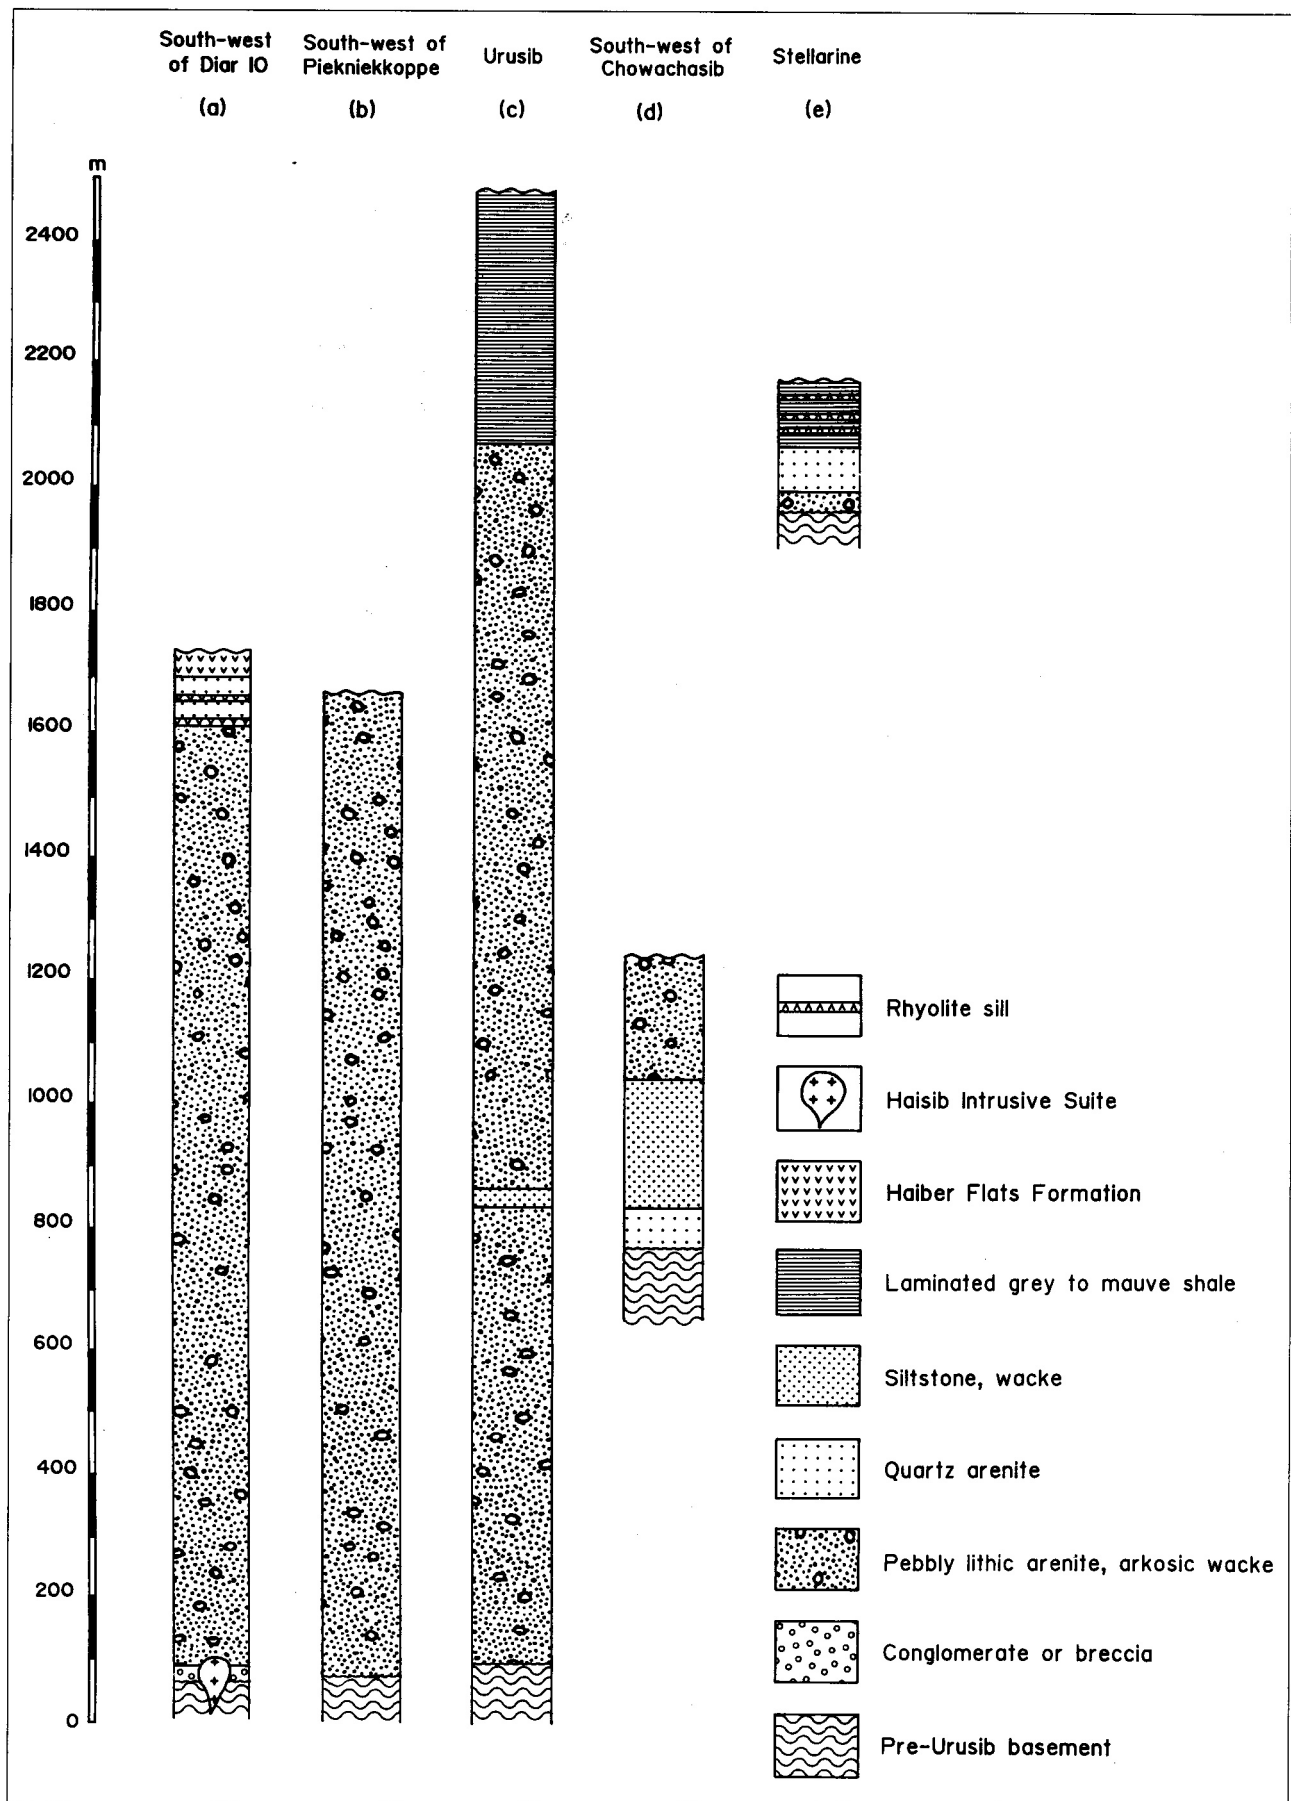 South-west of Diar 10
(a)
South-west of Piekniekkoppe
(b)
Urusib
(c)
South-west of Chowachasib
(d)
Stellarine
(e)
m
2400
2200
2000
1800
1600
1400
1200
1000
800
600
400
200
0
Rhyolite sill
Haisib Intrusive Suite
Haiber Flats Formation
Laminated grey to mauve shale
Siltstone, wacke
Quartz arenite
Pebbly lithic arenite, arkosic wacke
Conglomerate or breccia
Pre-Urusib basement